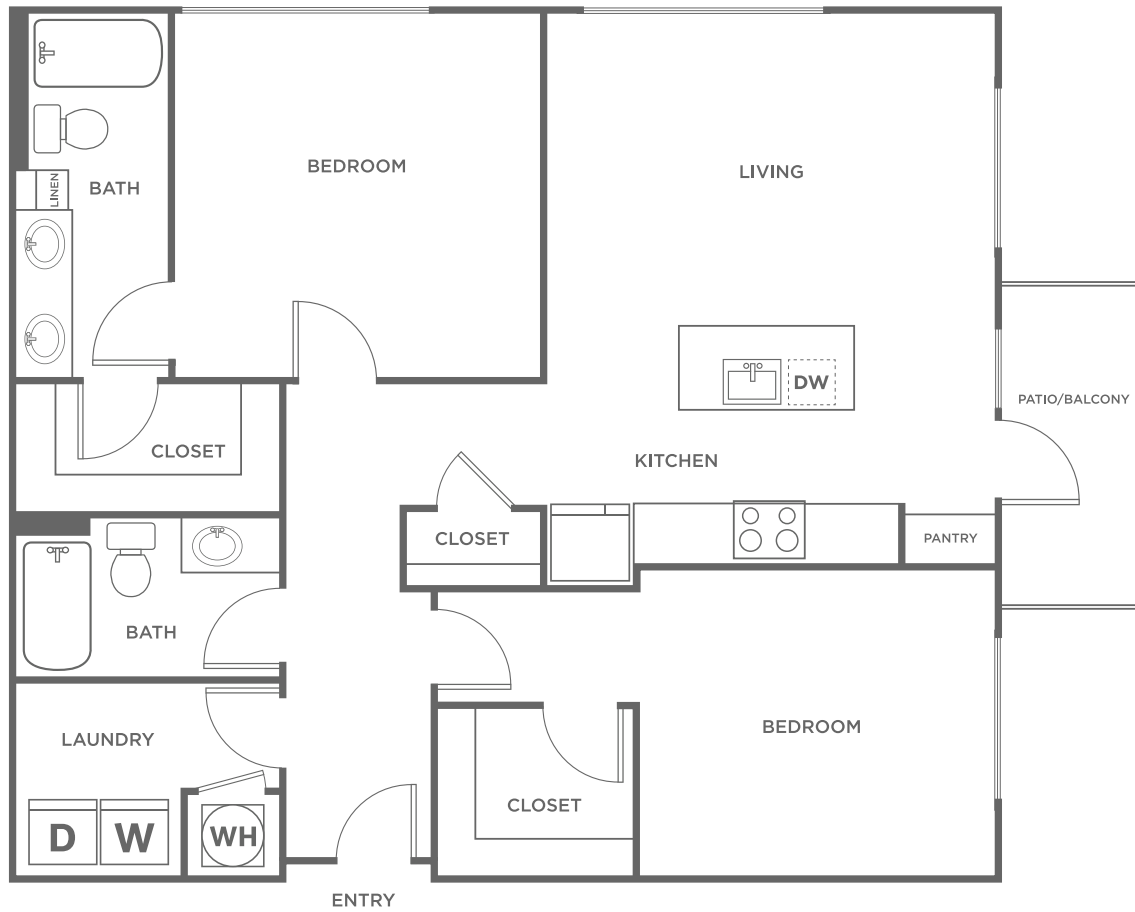 BEDROOM
LIVING
LINEN
BATH
DW
PATIO/BALCONY
CLOSET
KITCHEN
CLOSET
PANTRY
BATH
LAUNDRY
BEDROOM
CLOSET
D
W
WH
ENTRY